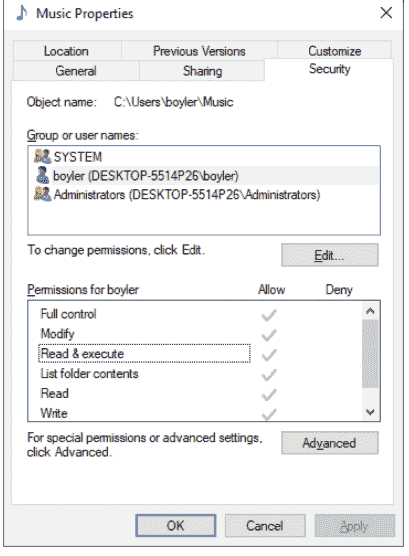 Music Properties
Location Previous Versions Customize
General Sharing Security
Object name: C:\Users\boyler\Music
Group or user names:
SYSTEM
boyler (DESKTOP-5514P26\boyler)
Administrators (DESKTOP-5514P26\Administrators)
To change permissions, click Edit. Edit...
Permissions for boyler Allow Deny
Full control
Modify
Read & execute
List folder contents
Read
Write
For special permissions or advanced settings, Advanced
click Advanced.
OK Cancel Apply